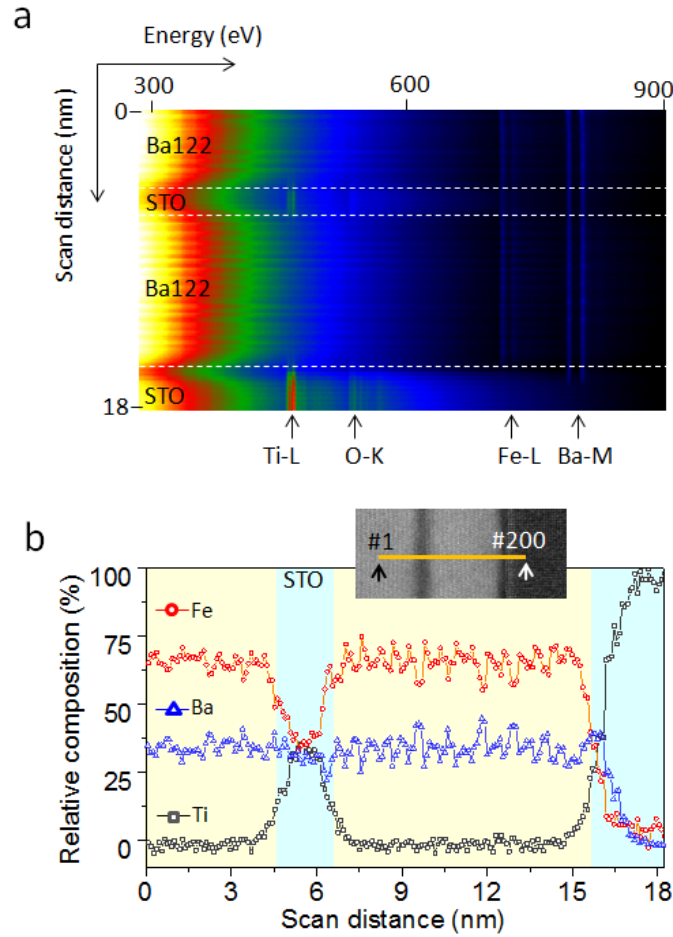 a
Energy (eV)
300 600 900
Scan distance (nm)
0
Ba122
STO
Ba122
STO
18
Ti-L O-K Fe-L Ba-M
b
#1 #200
STO
Relative composition (%)
100
75
50
25
0
Fe
Ba
Ti
0 3 6 9 12 15 18
Scan distance (nm)